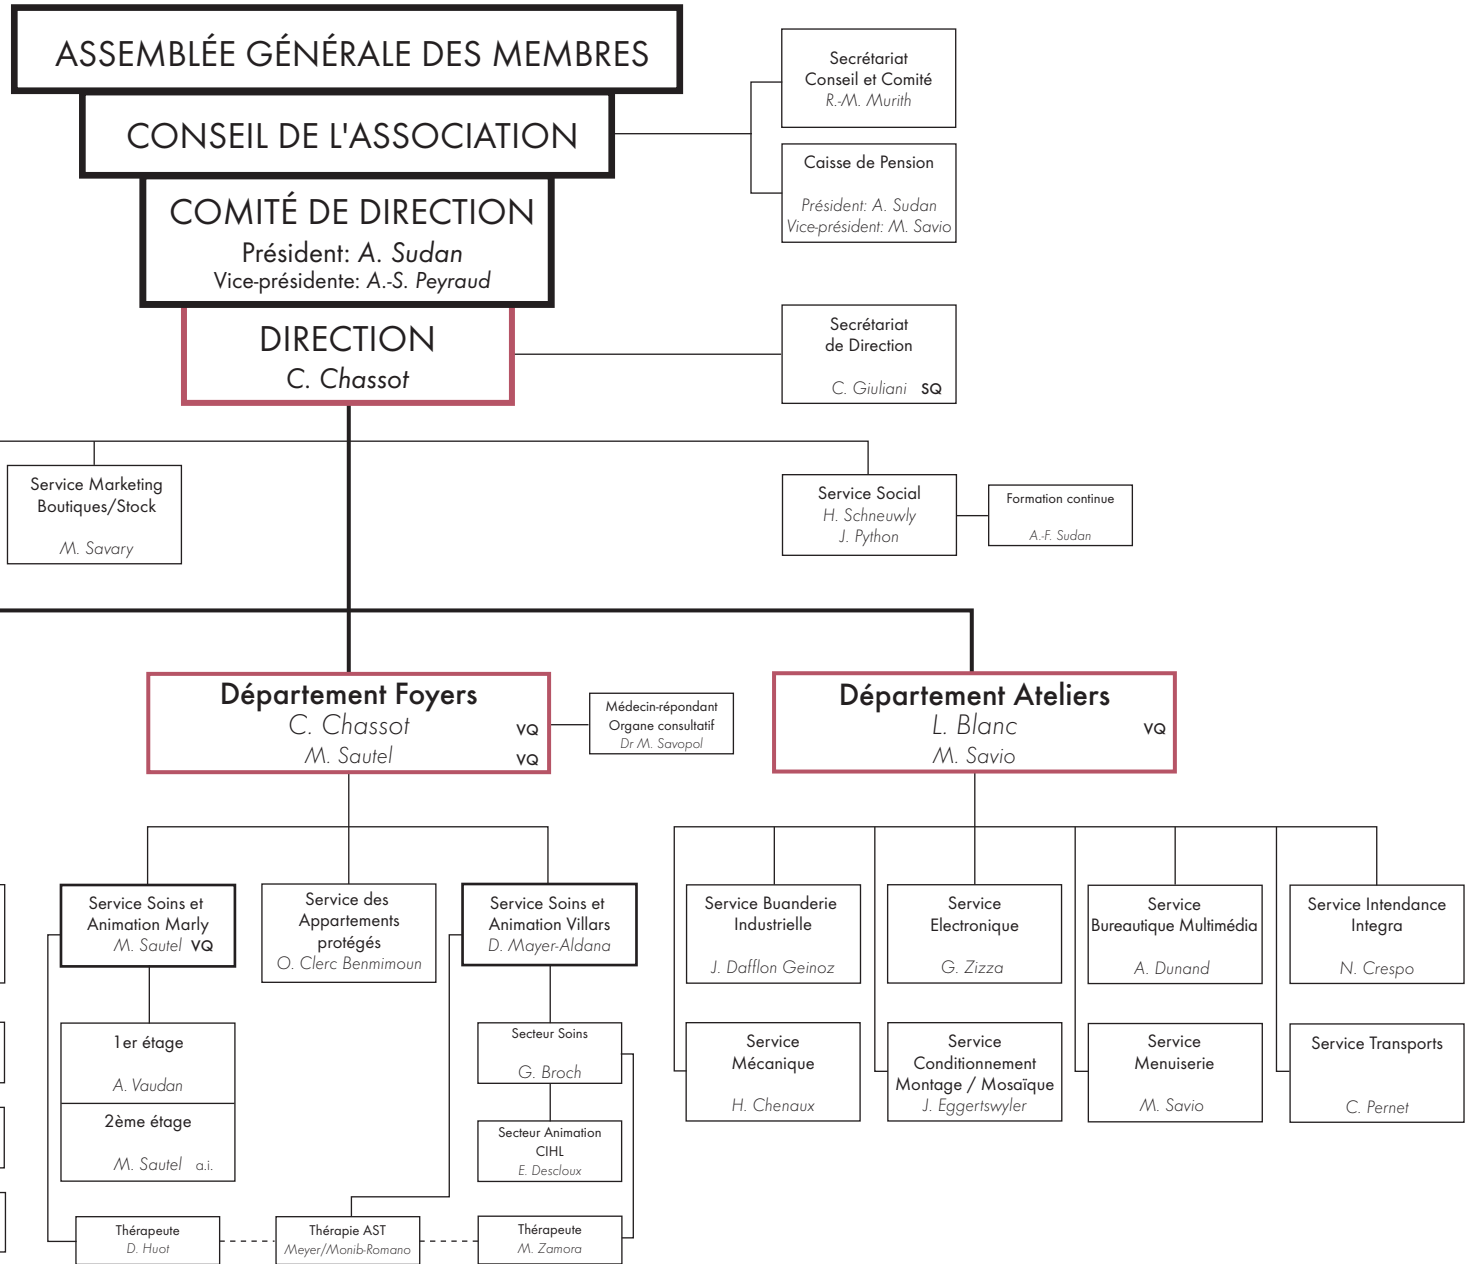 ASSEMBLÉE GÉNÉRALE DES MEMBRES
CONSEIL DE L'ASSOCIATION
COMITÉ DE DIRECTION
Président: A. Sudan
Vice-présidente: A.-S. Peyraud
DIRECTION
C. Chassot
Secrétariat
Conseil et Comité
R.-M. Murith
Caisse de Pension
Président: A. Sudan
Vice-président: M. Savio
Secrétariat
de Direction
C. Giuliani SQ
Service Marketing
Boutiques/Stock
M. Savary
Service Social
H. Schneuwly
J. Python
Formation continue
A.-F. Sudan
Département Foyers
C. Chassot VQ
M. Sautel VQ
Médecin-répondant
Organe consultatif
Dr M. Savopol
Département Ateliers
L. Blanc VQ
M. Savio
Service Soins et
Animation Marly
M. Sautel VQ
Service des
Appartements
protégés
O. Clerc Benmimoun
Service Soins et
Animation Villars
D. Mayer-Aldana
Service Buanderie
Industrielle
J. Dafflon Geinoz
Service
Electronique
G. Zizza
Service
Bureautique Multimédia
A. Dunand
Service Intendance
Integra
N. Crespo
1er étage
A. Vaudan
2ème étage
M. Sautel a.i.
Secteur Soins
G. Broch
Secteur Animation
CIHL
E. Descloux
Service
Mécanique
H. Chenaux
Service
Conditionnement
Montage / Mosaïque
J. Eggertswyler
Service
Menuiserie
M. Savio
Service Transports
C. Pernet
Thérapeute
D. Huot
Thérapie AST
Meyer/Monib-Romano
Thérapeute
M. Zamora